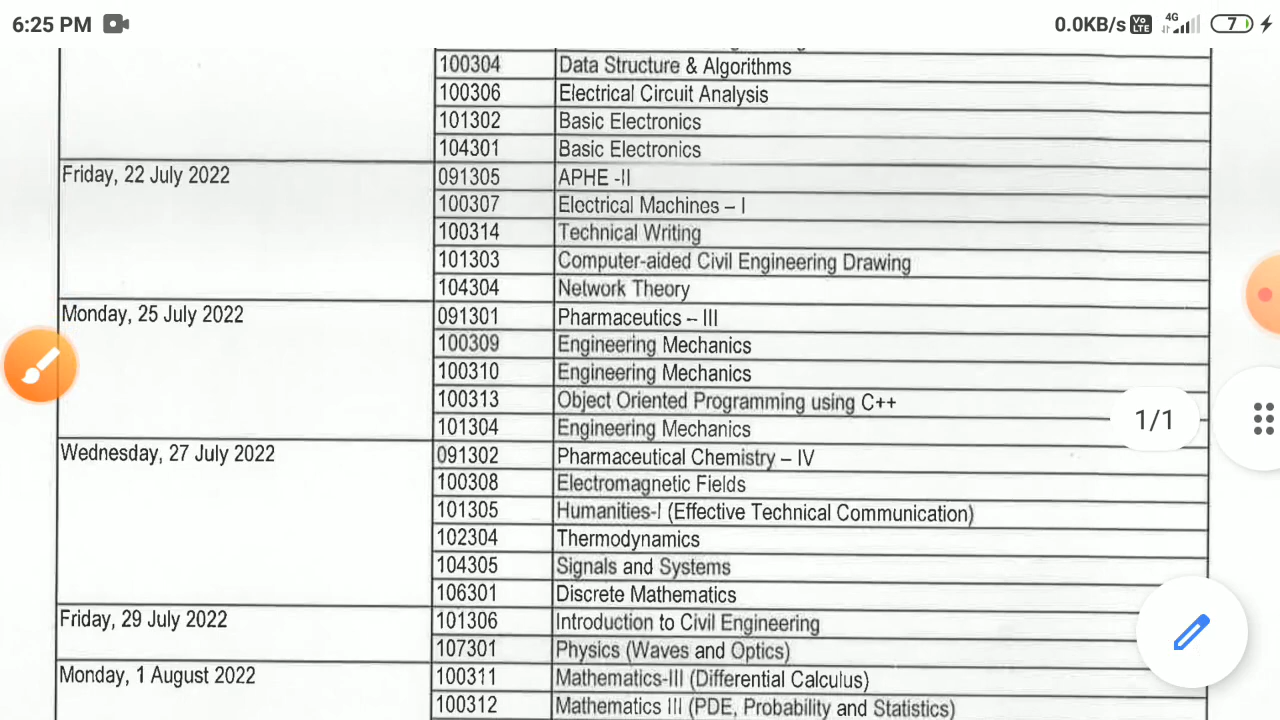 6:25 PM 0.0KB/s Vo LTE 4G 7
100304 Data Structure & Algorithms
100306 Electrical Circuit Analysis
101302 Basic Electronics
104301 Basic Electronics
Friday, 22 July 2022 091305 APHE -II
100307 Electrical Machines – I
100314 Technical Writing
101303 Computer-aided Civil Engineering Drawing
104304 Network Theory
Monday, 25 July 2022 091301 Pharmaceutics – III
100309 Engineering Mechanics
100310 Engineering Mechanics
100313 Object Oriented Programming using C++
1/1
101304 Engineering Mechanics
Wednesday, 27 July 2022 091302 Pharmaceutical Chemistry – IV
100308 Electromagnetic Fields
101305 Humanities-I (Effective Technical Communication)
102304 Thermodynamics
104305 Signals and Systems
106301 Discrete Mathematics
Friday, 29 July 2022 101306 Introduction to Civil Engineering
107301 Physics (Waves and Optics)
Monday, 1 August 2022 100311 Mathematics-III (Differential Calculus)
100312 Mathematics III (PDE, Probability and Statistics)